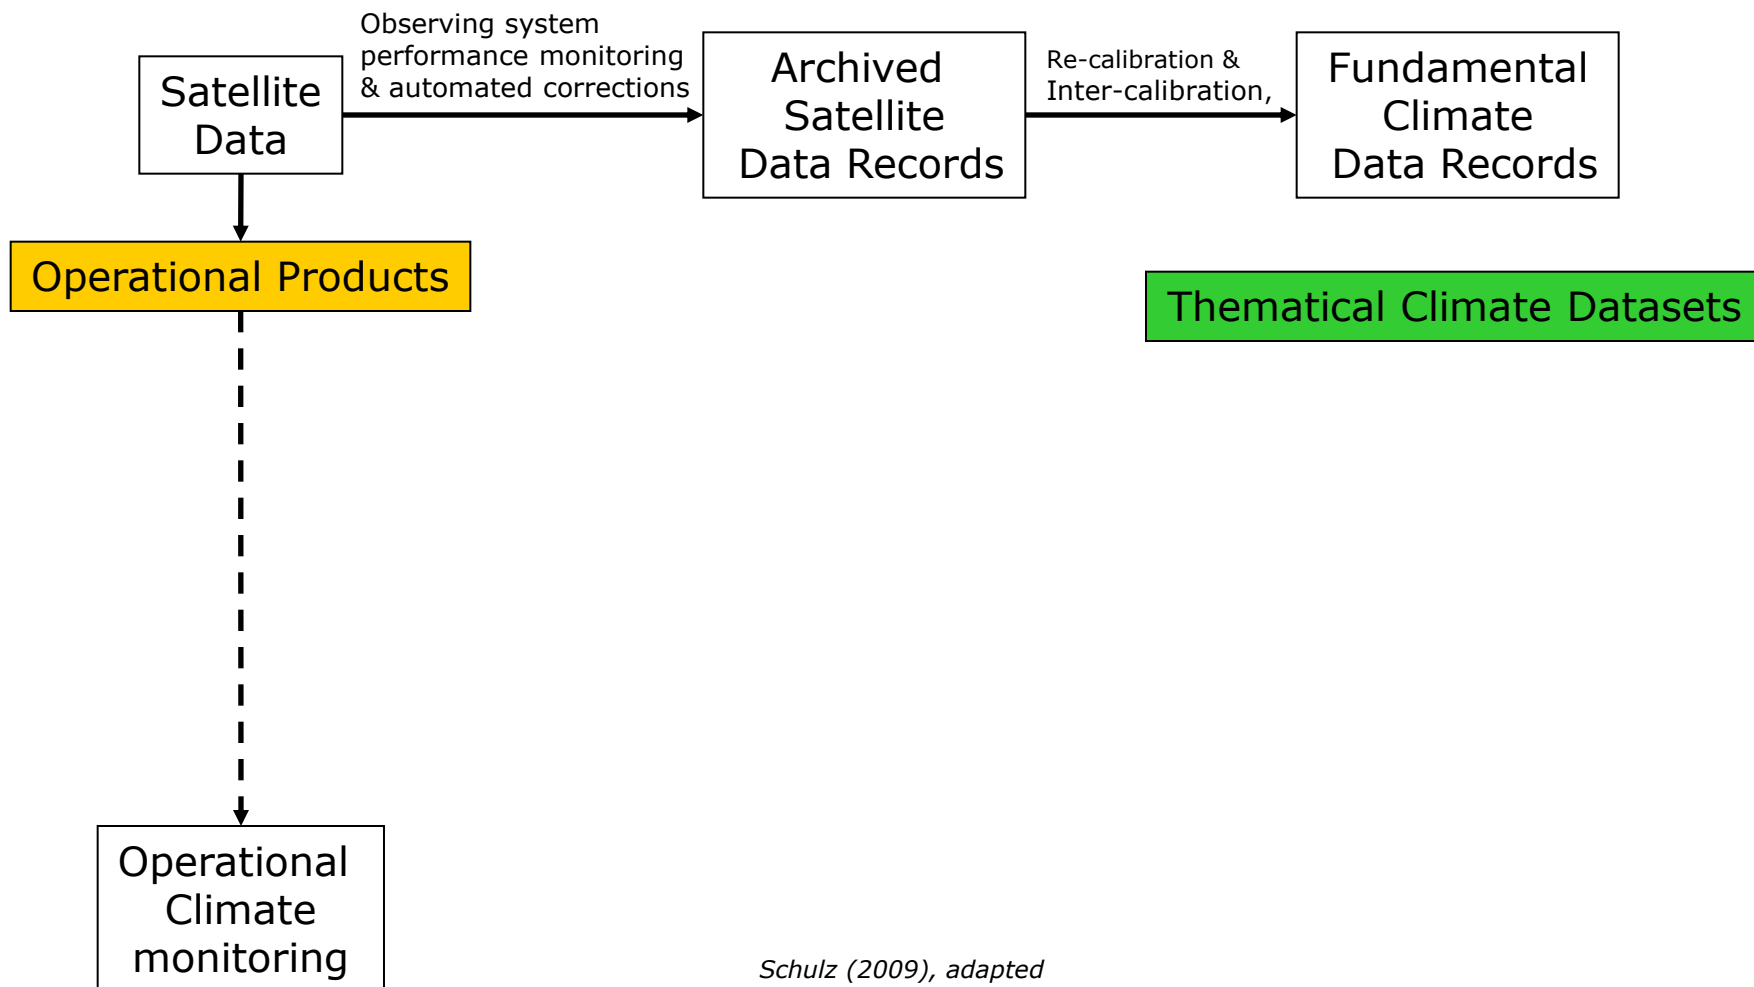 Observing system
performance monitoring
& automated corrections
Satellite
Data
Archived
Satellite
Data Records
Re-calibration &
Inter-calibration,
Fundamental
Climate
Data Records
Operational Products
Thematical Climate Datasets
Operational
Climate
monitoring
Schulz (2009), adapted